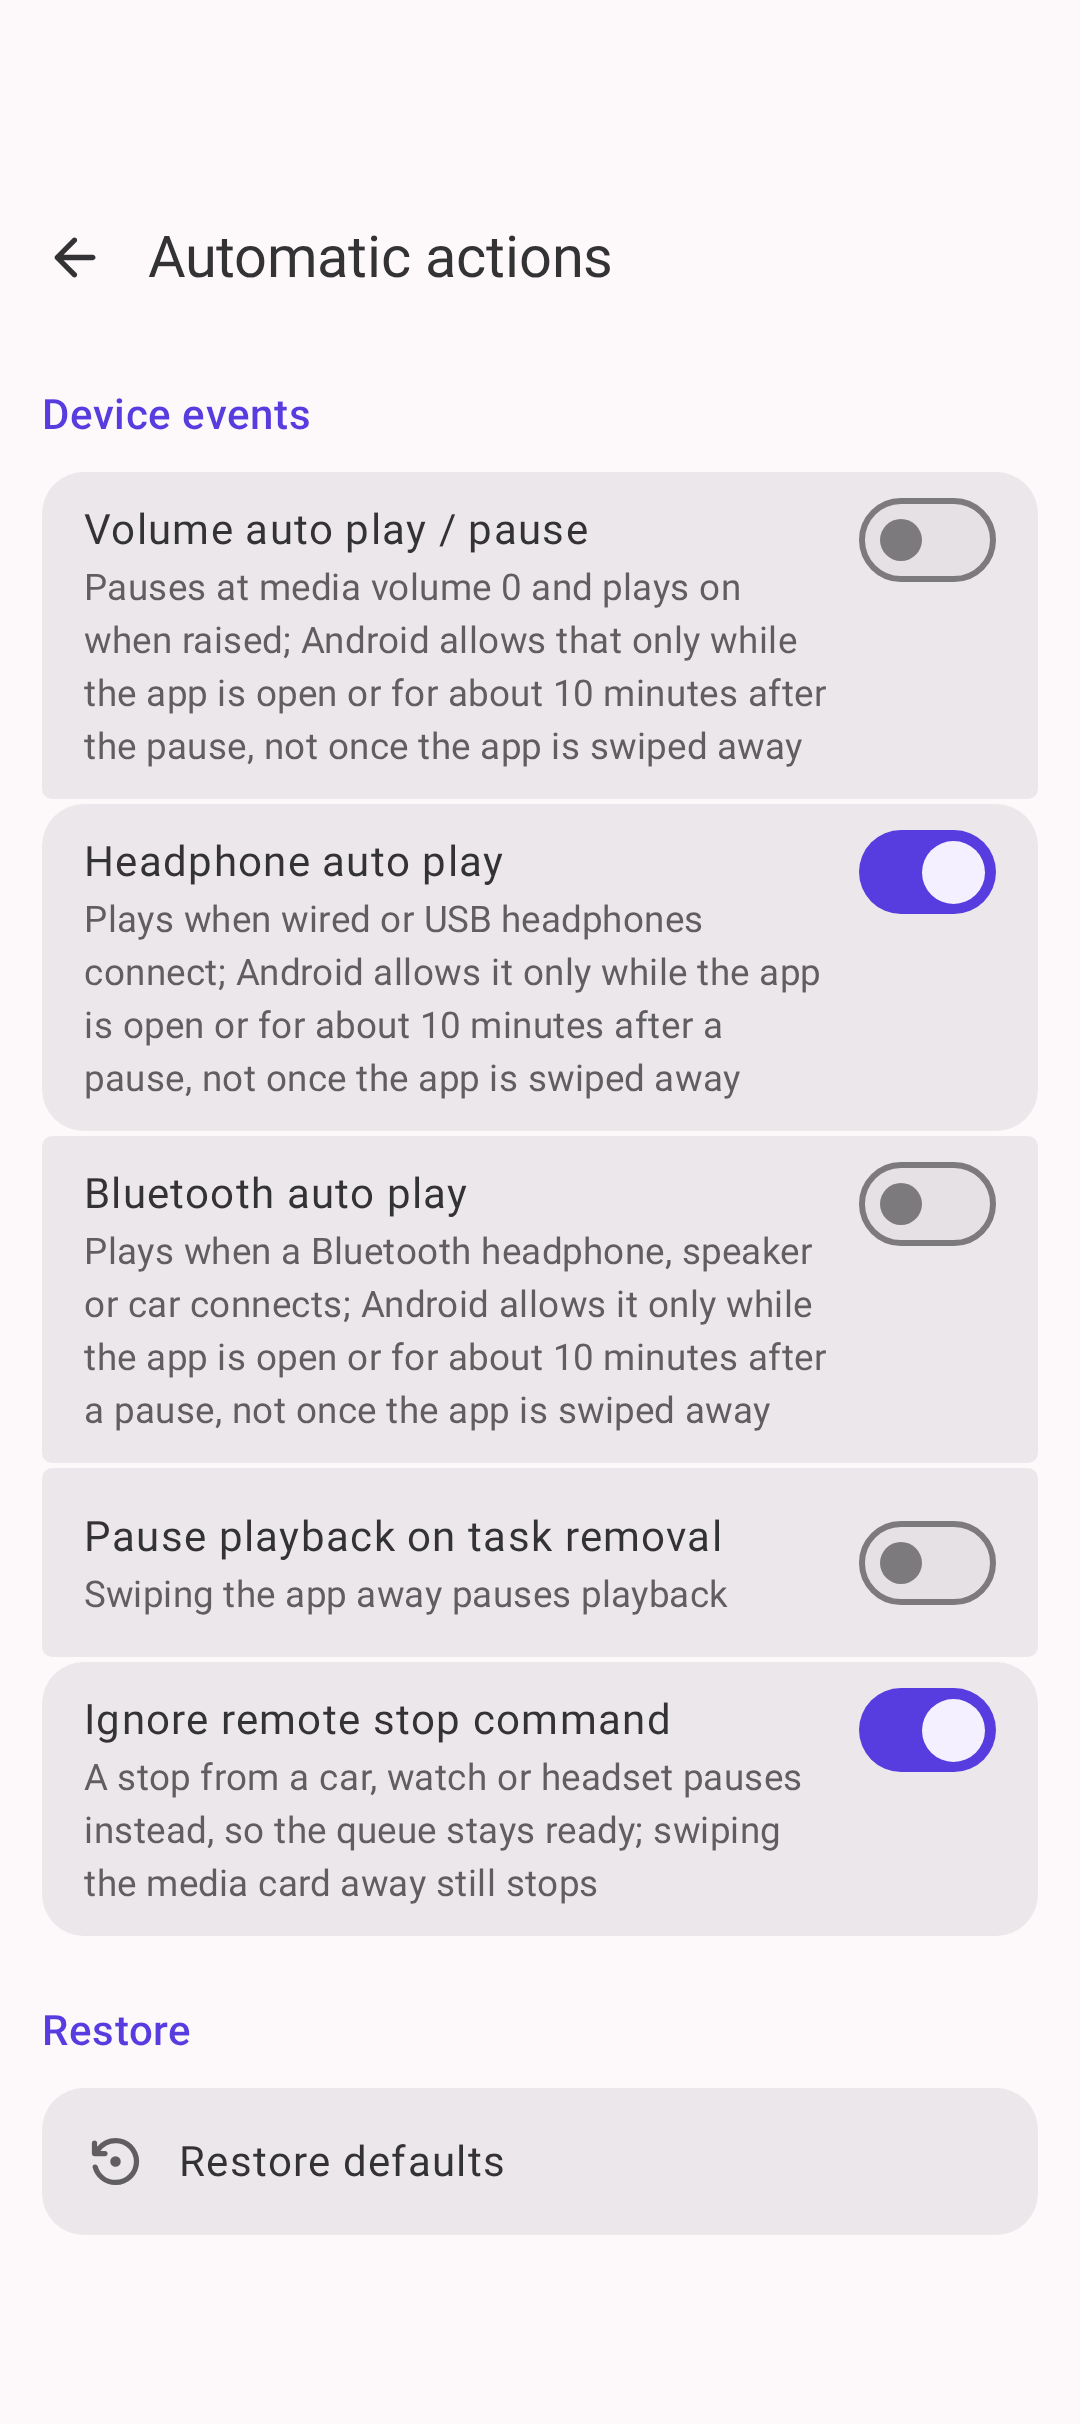 Automatic actions
Device events
Volume auto play / pause
Pauses at media volume 0 and plays on
when raised; Android allows that only while
the app is open or for about 10 minutes after
the pause, not once the app is swiped away
Headphone auto play
Plays when wired or USB headphones
connect; Android allows it only while the app
is open or for about 10 minutes after a
pause, not once the app is swiped away
Bluetooth auto play
Plays when a Bluetooth headphone, speaker
or car connects; Android allows it only while
the app is open or for about 10 minutes after
a pause, not once the app is swiped away
Pause playback on task removal
Swiping the app away pauses playback
Ignore remote stop command
A stop from a car, watch or headset pauses
instead, so the queue stays ready; swiping
the media card away still stops
Restore
Restore defaults